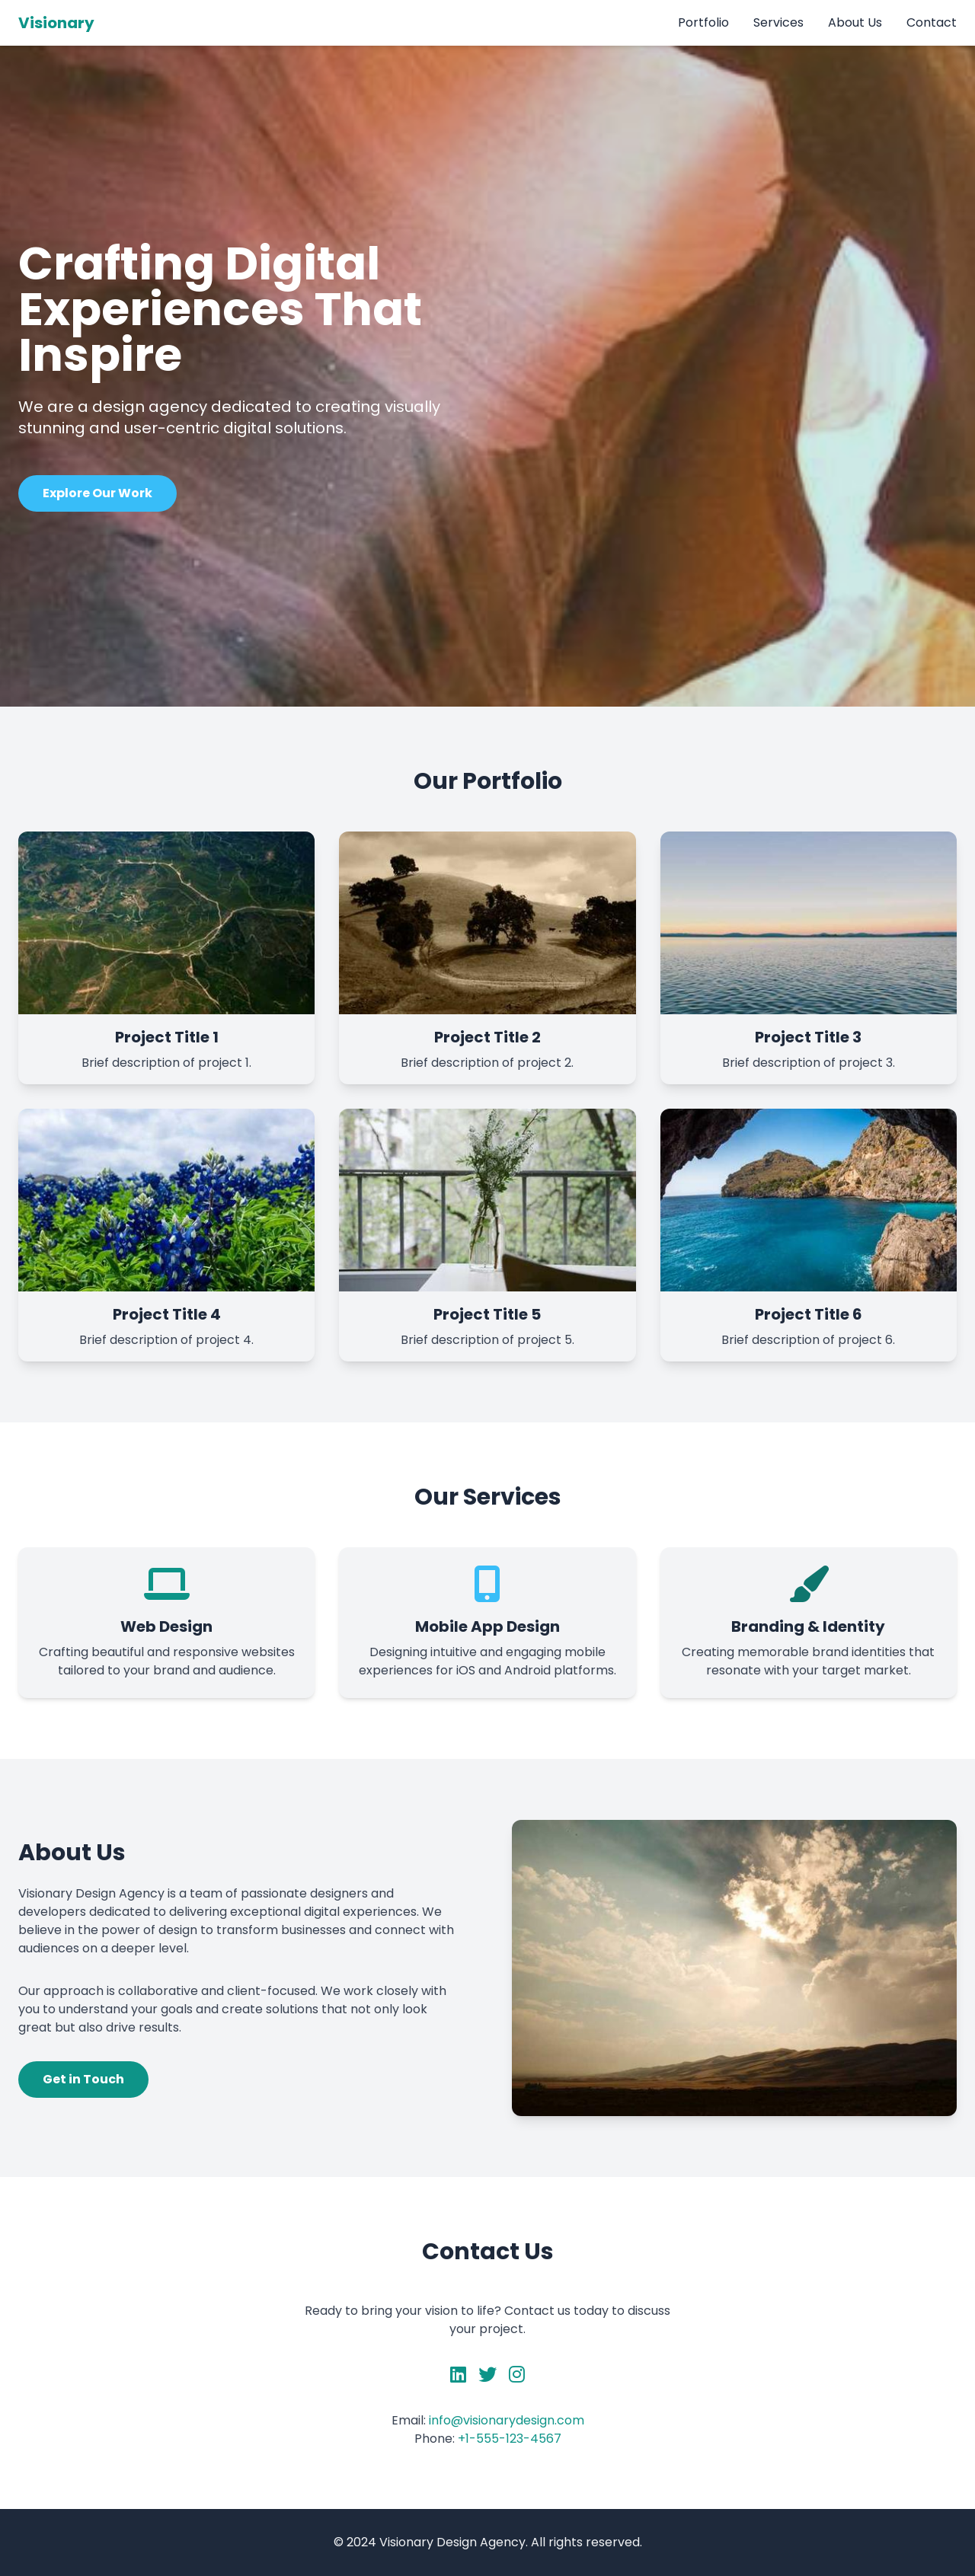 Visionary
Portfolio Services About Us Contact
Crafting Digital
Experiences That
Inspire
We are a design agency dedicated to creating visually
stunning and user-centric digital solutions.
Explore Our Work
Our Portfolio
Project Title 1
Brief description of project 1.
Project Title 2
Brief description of project 2.
Project Title 3
Brief description of project 3.
Project Title 4
Brief description of project 4.
Project Title 5
Brief description of project 5.
Project Title 6
Brief description of project 6.
Our Services
Web Design
Crafting beautiful and responsive websites
tailored to your brand and audience.
Mobile App Design
Designing intuitive and engaging mobile
experiences for iOS and Android platforms.
Branding & Identity
Creating memorable brand identities that
resonate with your target market.
About Us
Visionary Design Agency is a team of passionate designers and
developers dedicated to delivering exceptional digital experiences. We
believe in the power of design to transform businesses and connect with
audiences on a deeper level.
Our approach is collaborative and client-focused. We work closely with
you to understand your goals and create solutions that not only look
great but also drive results.
Get in Touch
Contact Us
Ready to bring your vision to life? Contact us today to discuss
your project.
Email: info@visionarydesign.com
Phone: +1-555-123-4567
© 2024 Visionary Design Agency. All rights reserved.